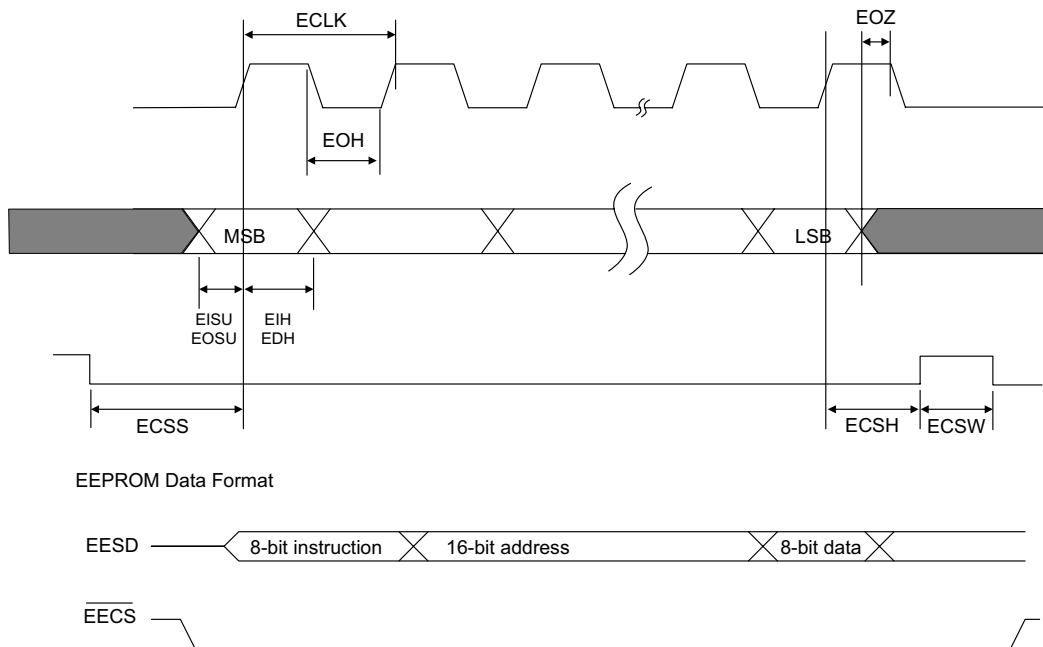 ECLK
EOZ
EOH
MSB
LSB
EISU
EOSU
EIH
EDH
ECSS
ECSH
ECSW
EEPROM Data Format
EESD
8-bit instruction
16-bit address
8-bit data
EECS